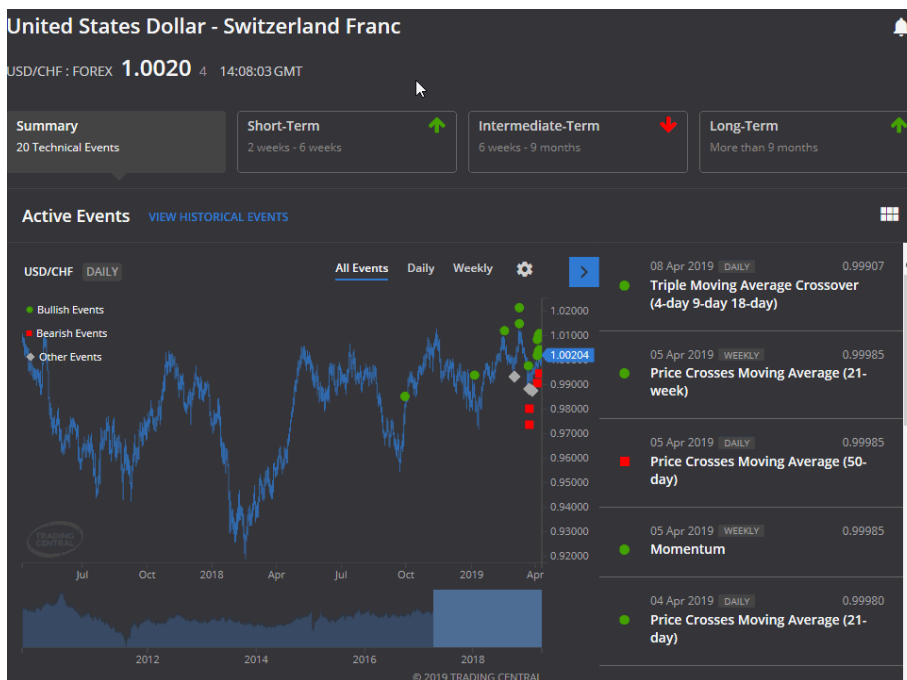 United States Dollar - Switzerland Franc
USD/CHF : FOREX 1.0020 4 14:08:03 GMT
Summary
20 Technical Events
Short-Term
2 weeks - 6 weeks
Intermediate-Term
6 weeks - 9 months
Long-Term
More than 9 months
Active Events VIEW HISTORICAL EVENTS
USD/CHF DAILY
All Events Daily Weekly
Bullish Events
Bearish Events
Other Events
1.02000
1.01000
1.00204
0.99000
0.98000
0.97000
0.96000
0.95000
0.94000
0.93000
0.92000
TRADING
CENTRAL
Jul Oct 2018 Apr Jul Oct 2019 Apr
2012 2014 2016 2018
© 2019 TRADING CENTRAL
08 Apr 2019 DAILY 0.99907
Triple Moving Average Crossover
(4-day 9-day 18-day)
05 Apr 2019 WEEKLY 0.99985
Price Crosses Moving Average (21-
week)
05 Apr 2019 DAILY 0.99985
Price Crosses Moving Average (50-
day)
05 Apr 2019 WEEKLY 0.99985
Momentum
04 Apr 2019 DAILY 0.99980
Price Crosses Moving Average (21-
day)